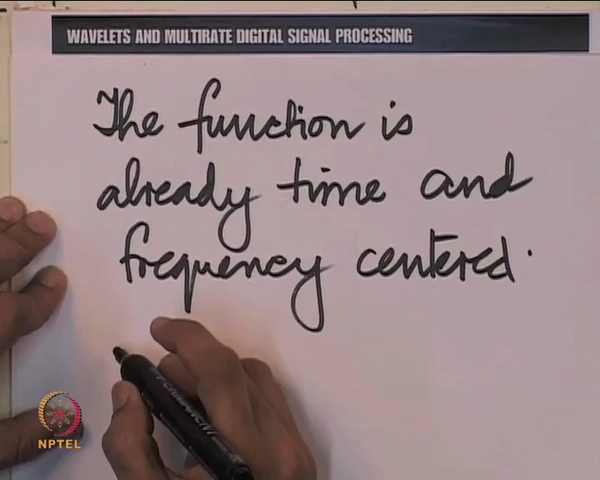 WAVELETS AND MULTIRATE DIGITAL SIGNAL PROCESSING
The function is
already time and
frequency centered.
NPTEL